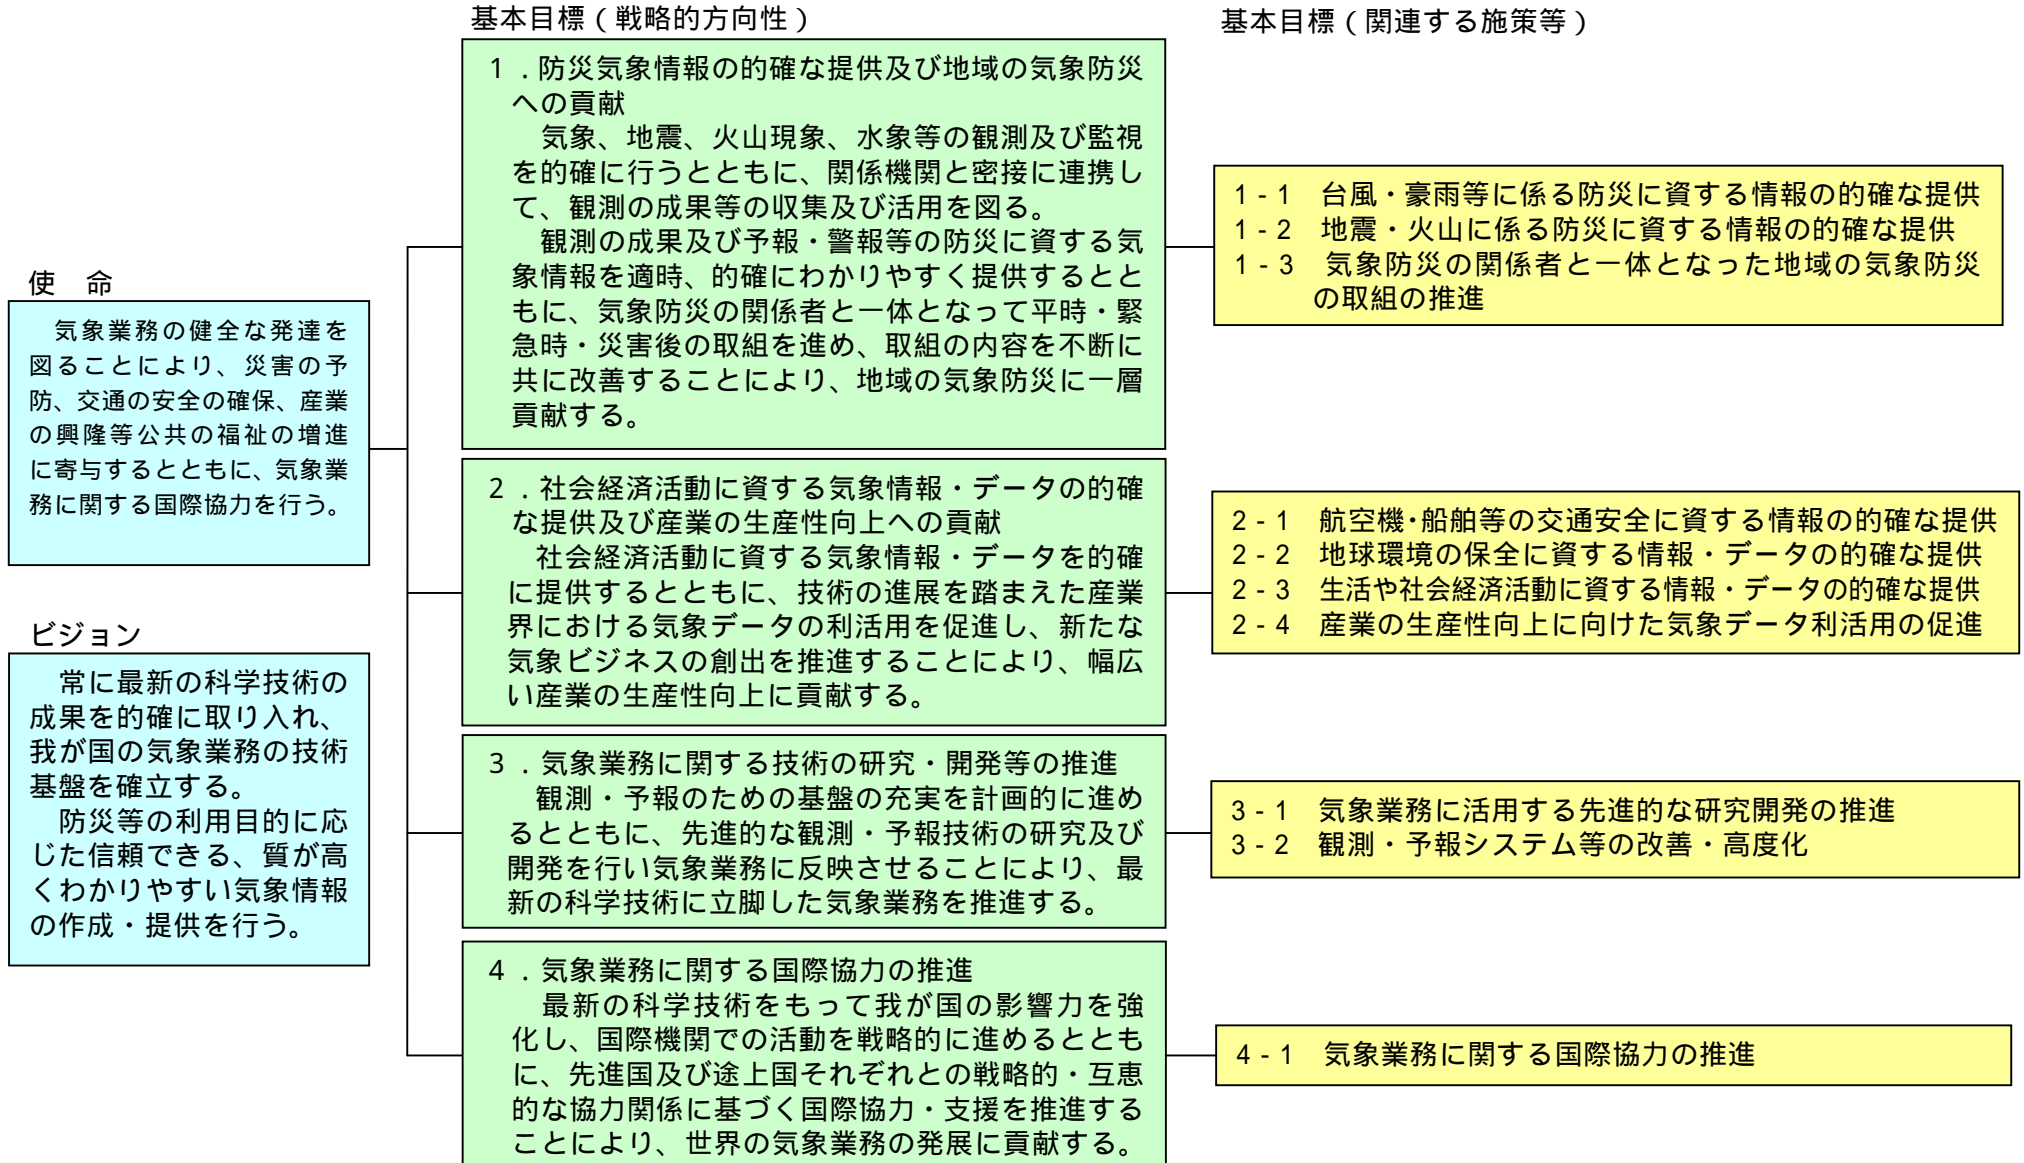 使　命
　気象業務の健全な発達を
図ることにより、災害の予
防、交通の安全の確保、産業
の興隆等公共の福祉の増進
に寄与するとともに、気象業
務に関する国際協力を行う。
ビジョン
　常に最新の科学技術の
成果を的確に取り入れ、
我が国の気象業務の技術
基盤を確立する。
　防災等の利用目的に応
じた信頼できる、質が高
くわかりやすい気象情報
の作成・提供を行う。
基本目標（戦略的方向性）
１．防災気象情報の的確な提供及び地域の気象防災
への貢献
　気象、地震、火山現象、水象等の観測及び監視
を的確に行うとともに、関係機関と密接に連携し
て、観測の成果等の収集及び活用を図る。
　観測の成果及び予報・警報等の防災に資する気
象情報を適時、的確にわかりやすく提供するとと
もに、気象防災の関係者と一体となって平時・緊
急時・災害後の取組を進め、取組の内容を不断に
共に改善することにより、地域の気象防災に一層
貢献する。
２．社会経済活動に資する気象情報・データの的確
な提供及び産業の生産性向上への貢献
　社会経済活動に資する気象情報・データを的確
に提供するとともに、技術の進展を踏まえた産業
界における気象データの利活用を促進し、新たな
気象ビジネスの創出を推進することにより、幅広
い産業の生産性向上に貢献する。
３．気象業務に関する技術の研究・開発等の推進
　観測・予報のための基盤の充実を計画的に進め
るとともに、先進的な観測・予報技術の研究及び
開発を行い気象業務に反映させることにより、最
新の科学技術に立脚した気象業務を推進する。
４．気象業務に関する国際協力の推進
　最新の科学技術をもって我が国の影響力を強
化し、国際機関での活動を戦略的に進めるととも
に、先進国及び途上国それぞれとの戦略的・互恵
的な協力関係に基づく国際協力・支援を推進する
ことにより、世界の気象業務の発展に貢献する。
基本目標（関連する施策等）
1-1　台風・豪雨等に係る防災に資する情報の的確な提供
1-2　地震・火山に係る防災に資する情報の的確な提供
1-3　気象防災の関係者と一体となった地域の気象防災
の取組の推進
2-1　航空機・船舶等の交通安全に資する情報の的確な提供
2-2　地球環境の保全に資する情報・データの的確な提供
2-3　生活や社会経済活動に資する情報・データの的確な提供
2-4　産業の生産性向上に向けた気象データ利活用の促進
3-1　気象業務に活用する先進的な研究開発の推進
3-2　観測・予報システム等の改善・高度化
4-1　気象業務に関する国際協力の推進